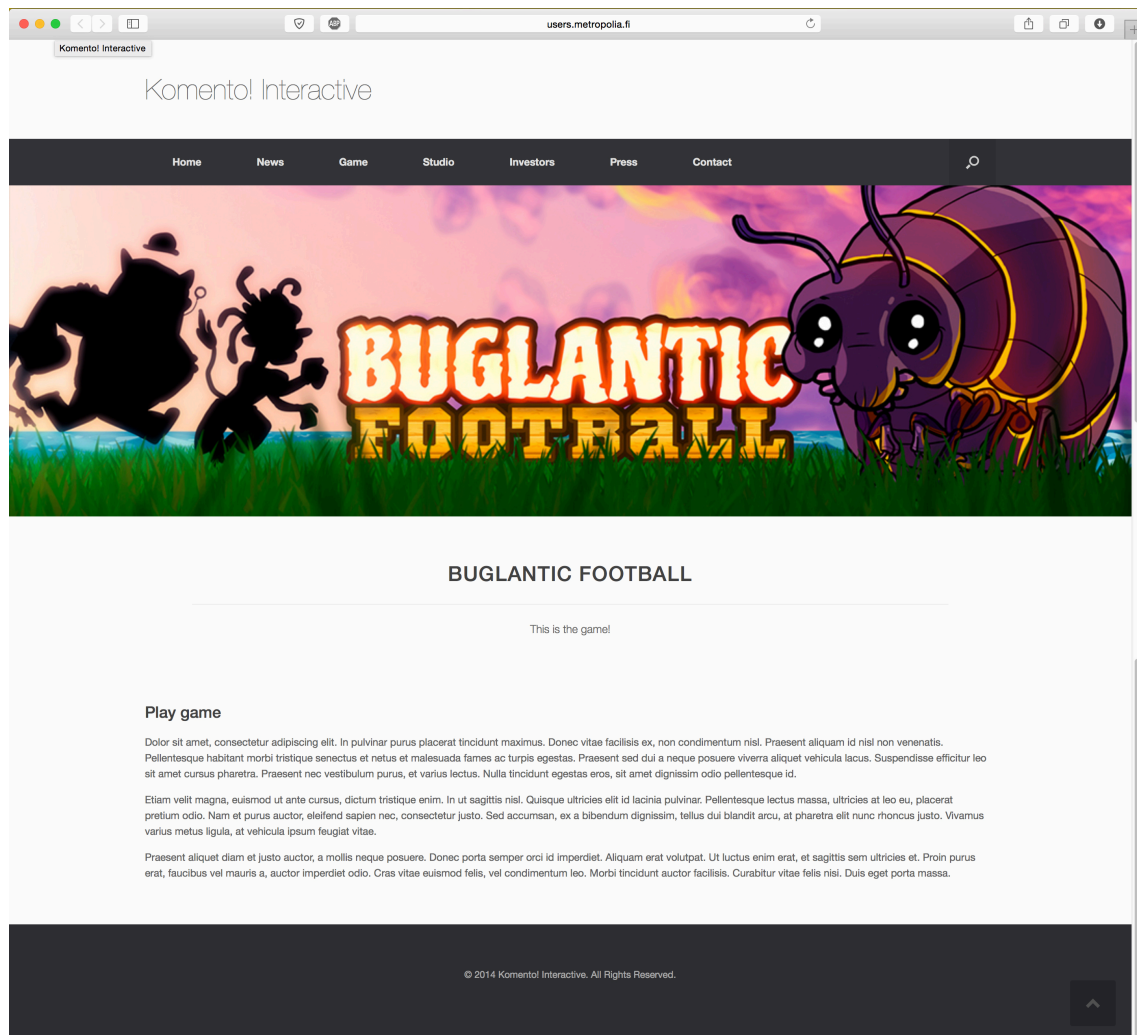 ABP
users.metropolia.fi
Komento! Interactive
Komento! Interactive
Home News Game Studio Investors Press Contact
BUGLANTIC
FOOTBALL
BUGLANTIC FOOTBALL
This is the game!
Play game
Dolor sit amet, consectetur adipiscing elit. In pulvinar purus placerat tincidunt maximus. Donec vitae facilisis ex, non condimentum nisl. Praesent aliquam id nisl non venenatis.
Pellentesque habitant morbi tristique senectus et netus et malesuada fames ac turpis egestas. Praesent sed dui a neque posuere viverra aliquet vehicula lacus. Suspendisse efficitur leo
sit amet cursus pharetra. Praesent nec vestibulum purus, et varius lectus. Nulla tincidunt egestas eros, sit amet dignissim odio pellentesque id.
Etiam velit magna, euismod ut ante cursus, dictum tristique enim. In ut sagittis nisl. Quisque ultricies elit id lacinia pulvinar. Pellentesque lectus massa, ultricies at leo eu, placerat
pretium odio. Nam et purus auctor, eleifend sapien nec, consectetur justo. Sed accumsan, ex a bibendum dignissim, tellus dui blandit arcu, at pharetra elit nunc rhoncus justo. Vivamus
varius metus ligula, at vehicula ipsum feugiat vitae.
Praesent aliquet diam et justo auctor, a mollis neque posuere. Donec porta semper orci id imperdiet. Aliquam erat volutpat. Ut luctus enim erat, et sagittis sem ultricies et. Proin purus
erat, faucibus vel mauris a, auctor imperdiet odio. Cras vitae euismod felis, vel condimentum leo. Morbi tincidunt auctor facilisis. Curabitur vitae felis nisi. Duis eget porta massa.
© 2014 Komento! Interactive. All Rights Reserved.